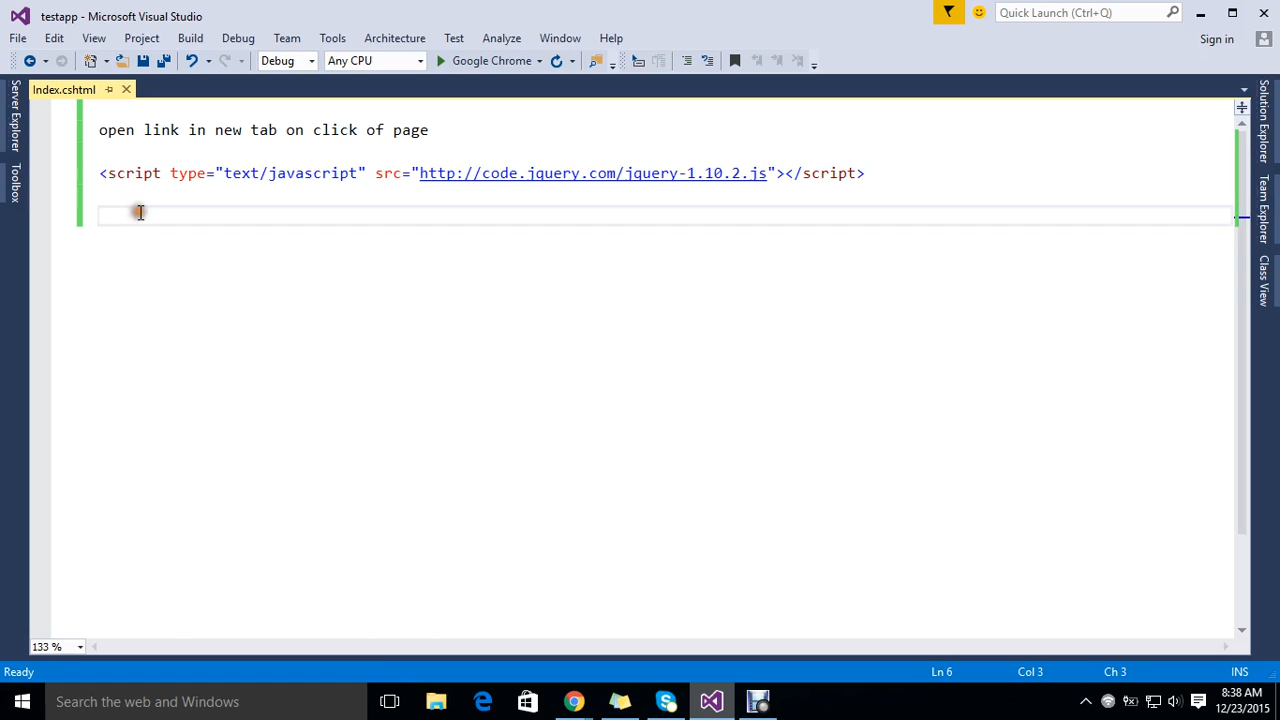 testapp - Microsoft Visual Studio
Quick Launch (Ctrl+Q)
File Edit View Project Build Debug Team Tools Architecture Test Analyze Window Help
Sign in
Debug Any CPU Google Chrome
Index.cshtml
Server Explorer
Toolbox
open link in new tab on click of page
<script type="text/javascript" src="http://code.jquery.com/jquery-1.10.2.js"></script>
Solution Explorer
Team Explorer
Class View
133 %
Ready Ln 6 Col 3 Ch 3 INS
Search the web and Windows
8:38 AM
12/23/2015